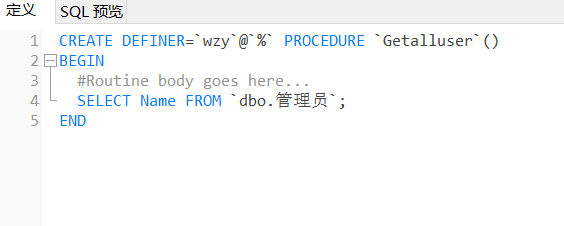 定义 SQL 预览
1 CREATE DEFINER=`wzy`@`%` PROCEDURE `Getalluser`()
2 BEGIN
3   #Routine body goes here...
4   SELECT Name FROM `dbo.管理员`;
5 END